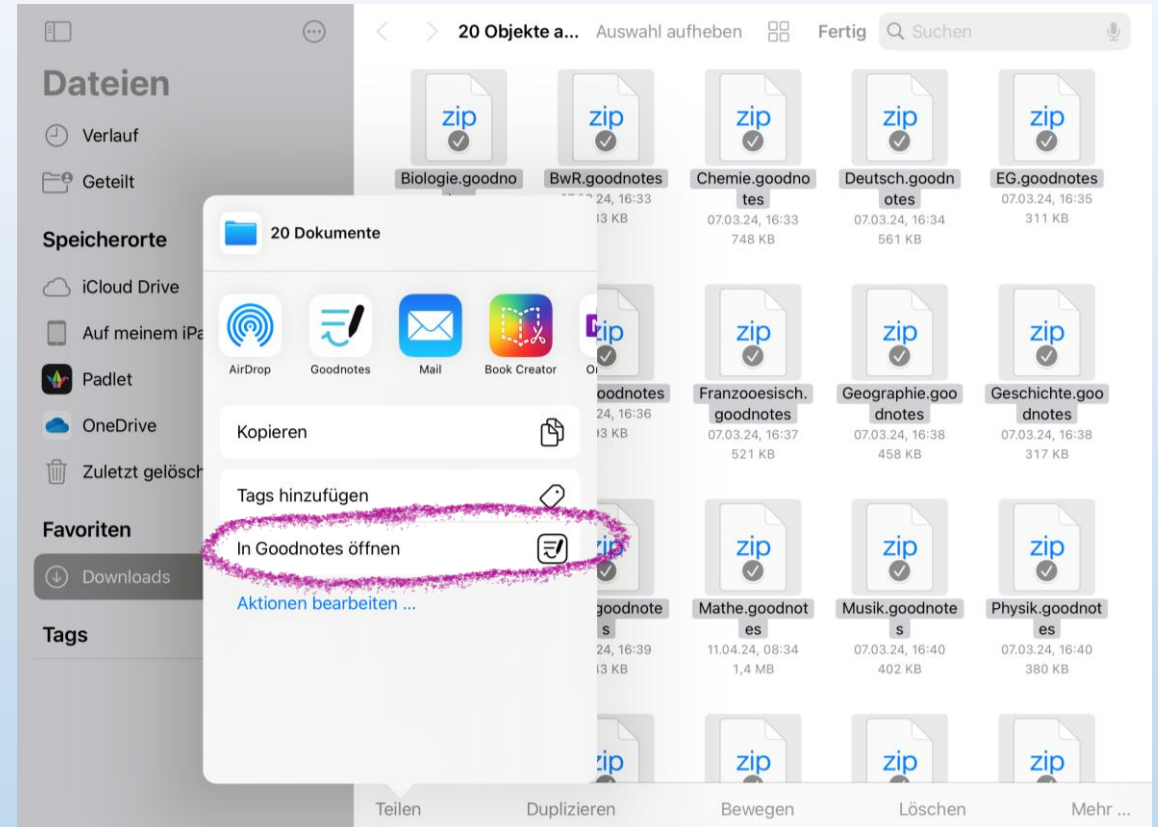 20 Objekte a...
Auswahl aufheben
Fertig
Suchen
Dateien
Verlauf
Geteilt
Speicherorte
iCloud Drive
Auf meinem iPa
Padlet
OneDrive
Zuletzt gelösch
Favoriten
Downloads
Tags
20 Dokumente
AirDrop
Goodnotes
Mail
Book Creator
Kopieren
Tags hinzufügen
In Goodnotes öffnen
Aktionen bearbeiten ...
zip
Biologie.goodno
zip
BwR.goodnotes
24, 16:33
KB
zip
Chemie.goodno
tes
07.03.24, 16:33
748 KB
zip
Deutsch.goodn
otes
07.03.24, 16:34
561 KB
zip
EG.goodnotes
07.03.24, 16:35
311 KB
zip
oodnotes
24, 16:36
KB
zip
Franzooesisch.
goodnotes
07.03.24, 16:37
521 KB
zip
Geographie.goo
dnotes
07.03.24, 16:38
458 KB
zip
Geschichte.goo
dnotes
07.03.24, 16:38
317 KB
zip
goodnote
s
24, 16:39
KB
zip
Mathe.goodnot
es
11.04.24, 08:34
1,4 MB
zip
Musik.goodnote
s
07.03.24, 16:40
402 KB
zip
Physik.goodnot
es
07.03.24, 16:40
380 KB
zip
zip
zip
zip
Teilen
Duplizieren
Bewegen
Löschen
Mehr ...